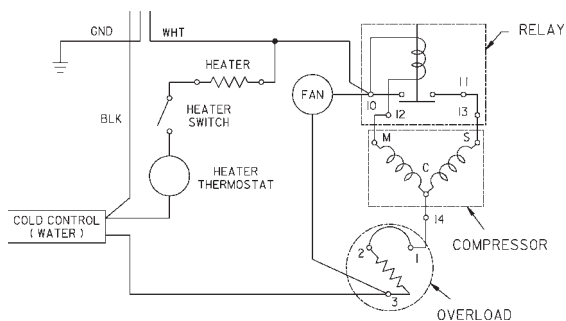 GND
WHT
RELAY
HEATER
FAN
10
11
12
13
HEATER
SWITCH
BLK
M
S
C
HEATER
THERMOSTAT
14
COLD CONTROL
( WATER )
COMPRESSOR
2
1
3
OVERLOAD